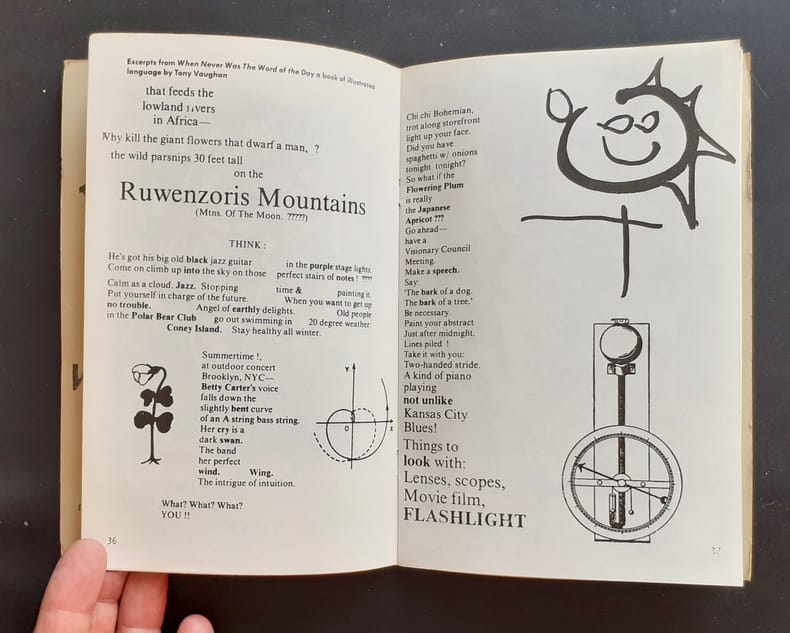 Excerpts from When Never Was The Word of the Day a book of illustrated
language by Tony Vaughan
that feeds the
lowland rivers
in Africa—
Why kill the giant flowers that dwarf a man, ?
the wild parsnips 30 feet tall
on the
Ruwenzoris Mountains
(Mtns. Of The Moon. ?????)
THINK :
He's got his big old black jazz guitar in the purple stage lights.
Come on climb up into the sky on those perfect stairs of notes ! ????
Calm as a cloud. Jazz. Stopping time & painting it.
Put yourself in charge of the future. When you want to get up
no trouble. Angel of earthly delights. Old people
in the Polar Bear Club go out swimming in 20 degree weather:
Coney Island. Stay healthy all winter.
Summertime !,
at outdoor concert
Brooklyn, NYC—
Betty Carter's voice
falls down the
slightly bent curve
of an A string bass string.
Her cry is a
dark swan.
The band
her perfect
wind. Wing.
The intrigue of intuition.
Y
O
X
What? What? What?
YOU !!
36
Chi chi Bohemian,
trot along storefront
light up your face.
Did you have
spaghetti w/ onions
tonight tonight?
So what if the
Flowering Plum
is really
the Japanese
Apricot ???
Go ahead—
have a
Visionary Council
Meeting.
Make a speech.
Say:
'The bark of a dog.
The bark of a tree.'
Be necessary.
Paint your abstract
Just after midnight.
Lines piled !
Take it with you:
Two-handed stride.
A kind of piano
playing
not unlike
Kansas City
Blues!
Things to
look with:
Lenses, scopes,
Movie film,
FLASHLIGHT
37